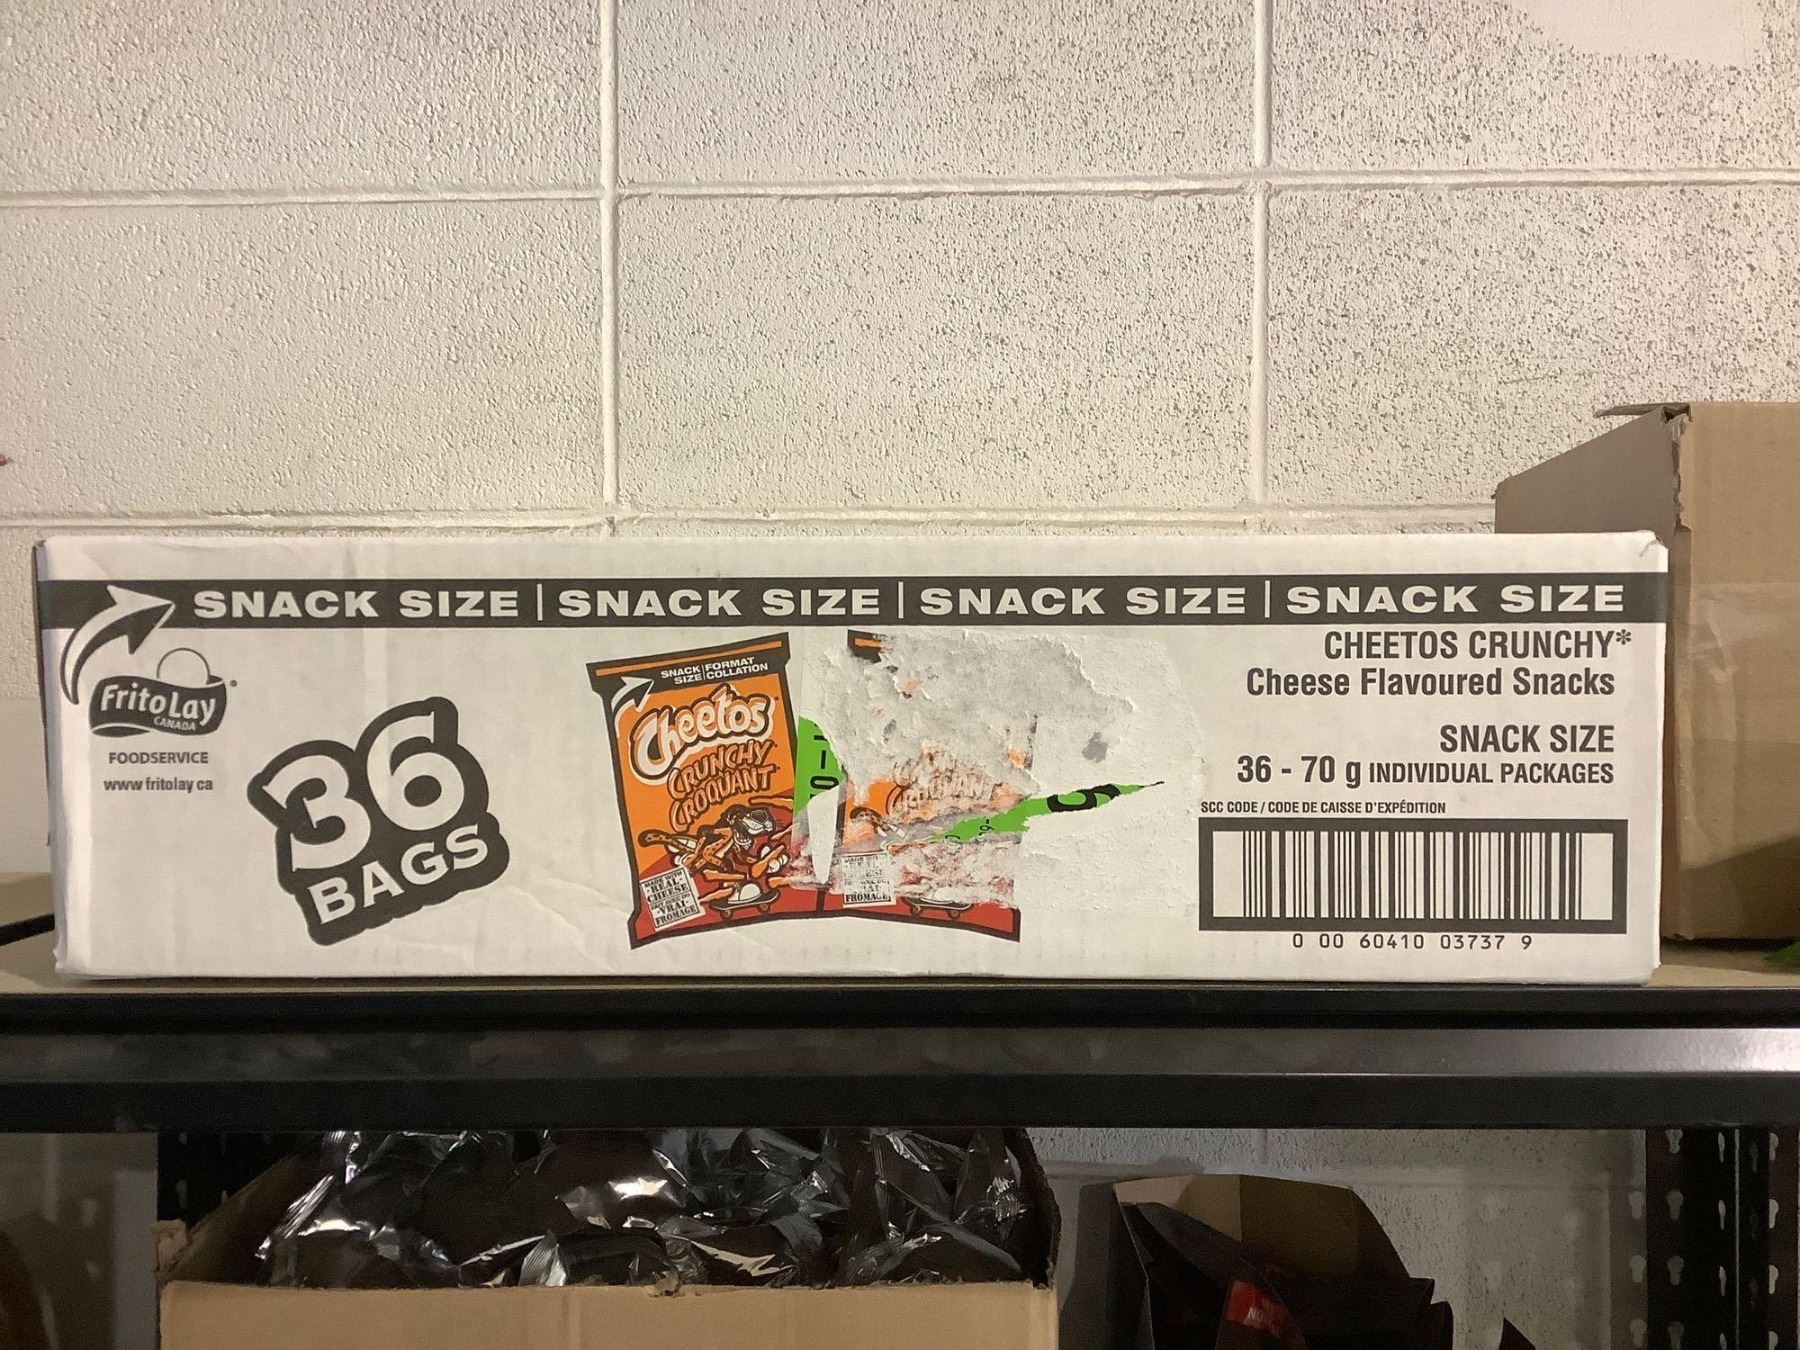 SNACK SIZE | SNACK SIZE | SNACK SIZE | SNACK SIZE
FritoLay
CANADA
FOODSERVICE
www fritolay ca
36
BAGS
SNACK SIZE | FORMAT COLLATION
Cheetos
CRUNCHY
CROQUANT
MADE WITH
REAL
CHEESE
VRAI
FROMAGE
CROQUANT
FROMAGE
CHEETOS CRUNCHY*
Cheese Flavoured Snacks
SNACK SIZE
36 - 70 g INDIVIDUAL PACKAGES
SCC CODE / CODE DE CAISSE D'EXPÉDITION
0 00 60410 03737 9